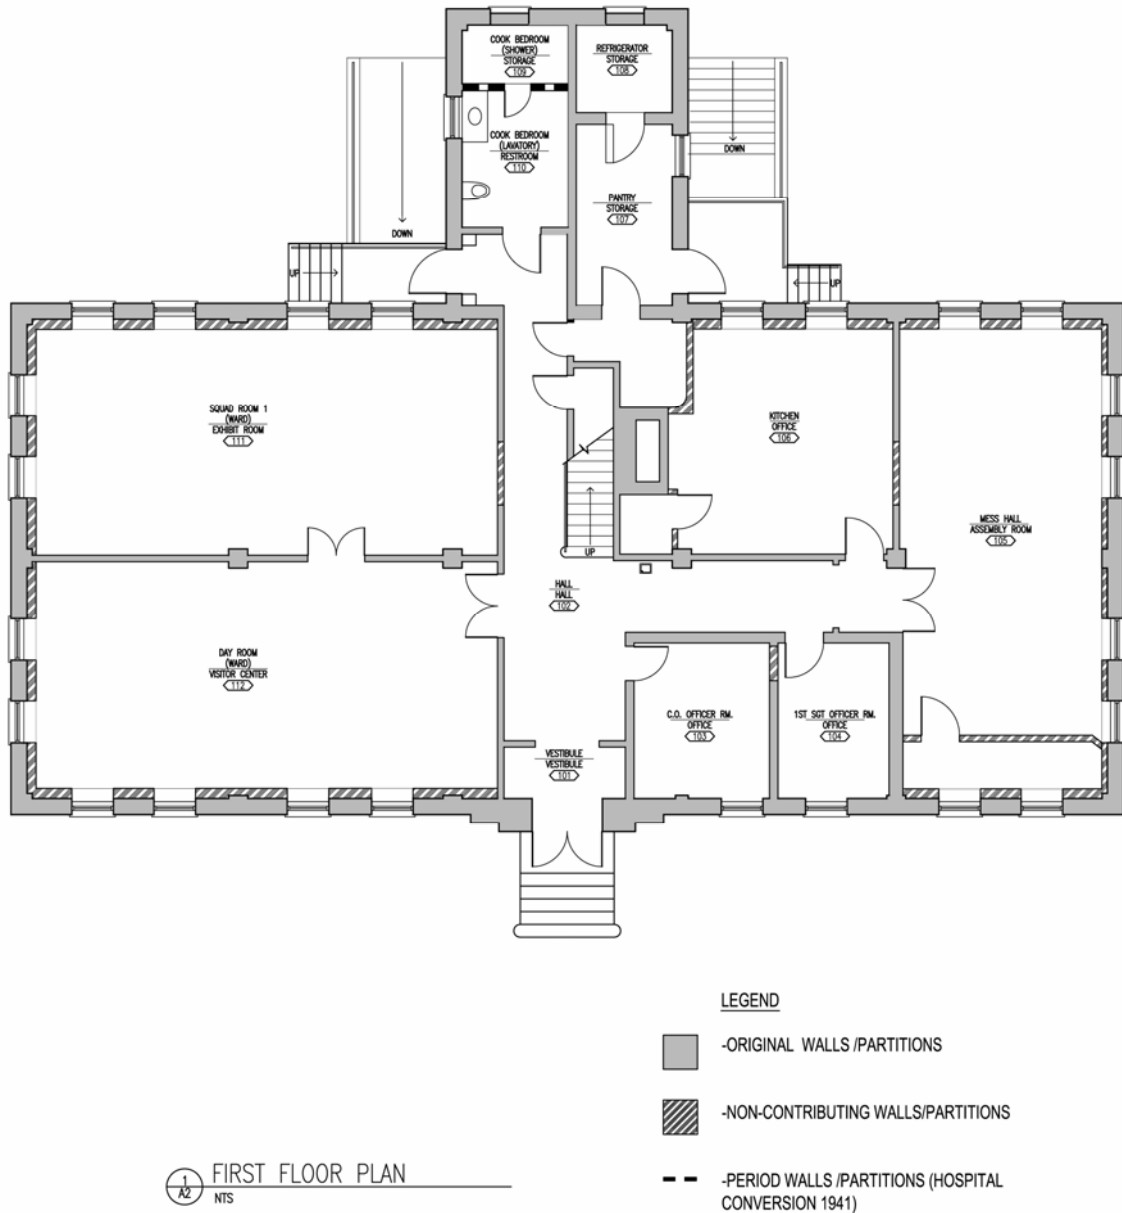 COOK BEDROOM
(SHOWER)
STORAGE
109
REFRIGERATOR
STORAGE
108
COOK BEDROOM
(LAVATORY)
RESTROOM
110
DOWN
PANTRY
STORAGE
107
DOWN
UP
UP
SQUAD ROOM 1
(WARD)
EXHIBIT ROOM
111
KITCHEN
OFFICE
106
MESS HALL
ASSEMBLY ROOM
105
UP
HALL
HALL
102
DAY ROOM
(WARD)
VISITOR CENTER
112
C.O. OFFICER RM.
OFFICE
103
1ST SGT OFFICER RM.
OFFICE
104
VESTIBULE
VESTIBULE
101
LEGEND
-ORIGINAL WALLS /PARTITIONS
-NON-CONTRIBUTING WALLS/PARTITIONS
-PERIOD WALLS /PARTITIONS (HOSPITAL
CONVERSION 1941)
1
A2
FIRST FLOOR PLAN
NTS